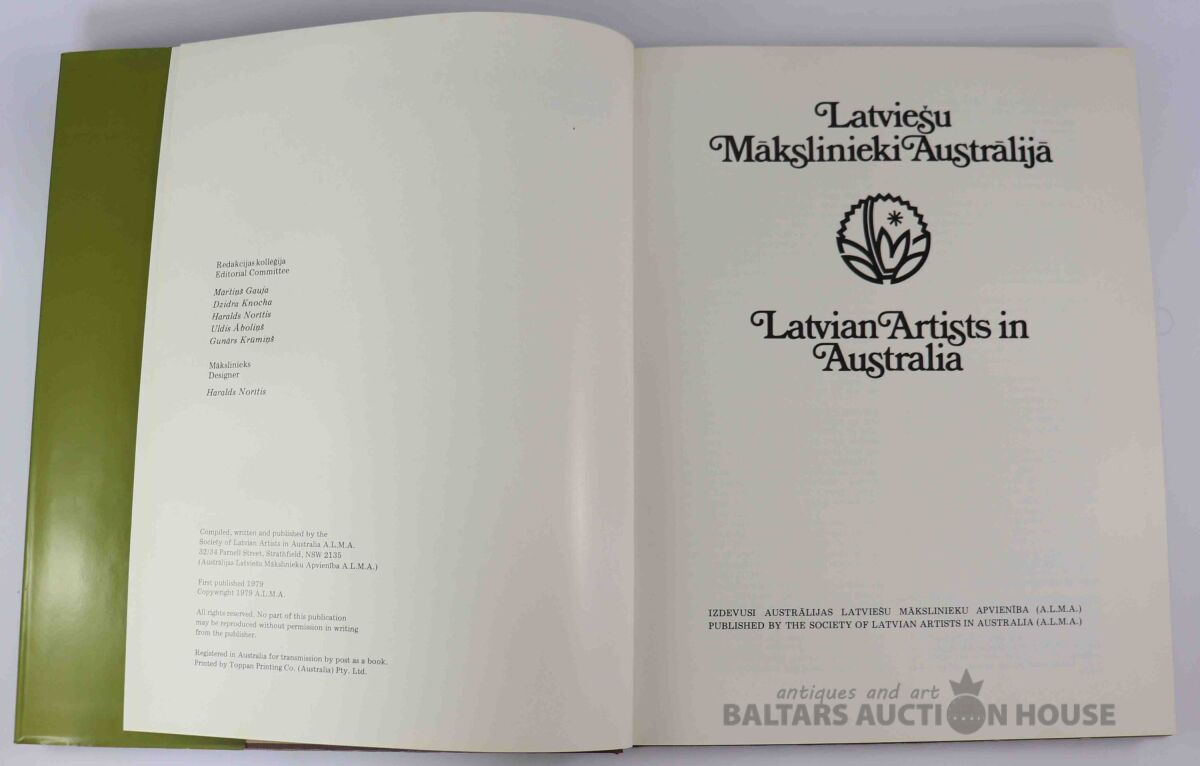 Redakcijas kolleģija
Editorial Committee
Martiņš Gauja
Dzidra Knocha
Haralds Norītis
Uldis Āboliņš
Gunārs Krūmiņš
Mākslinieks
Designer
Haralds Norītis
Compiled, written and published by the
Society of Latvian Artists in Australia A.L.M.A.
32/34 Parnell Street, Strathfield, NSW 2135
(Austrālijas Latviešu Mākslinieku Apvienība A.L.M.A.)
First published 1979
Copyright 1979 A.L.M.A.
All rights reserved. No part of this publication
may be reproduced without permission in writing
from the publisher.
Registered in Australia for transmission by post as a book.
Printed by Toppan Printing Co. (Australia) Pty. Ltd.
Latviešu
Mākslinieki Austrālijā
Latvian Artists in
Australia
IZDEVUSI AUSTRĀLIJAS LATVIEŠU MĀKSLINIEKU APVIENĪBA (A.L.M.A.)
PUBLISHED BY THE SOCIETY OF LATVIAN ARTISTS IN AUSTRALIA (A.L.M.A.)
antiques and art
BALTARS AUCTION HOUSE